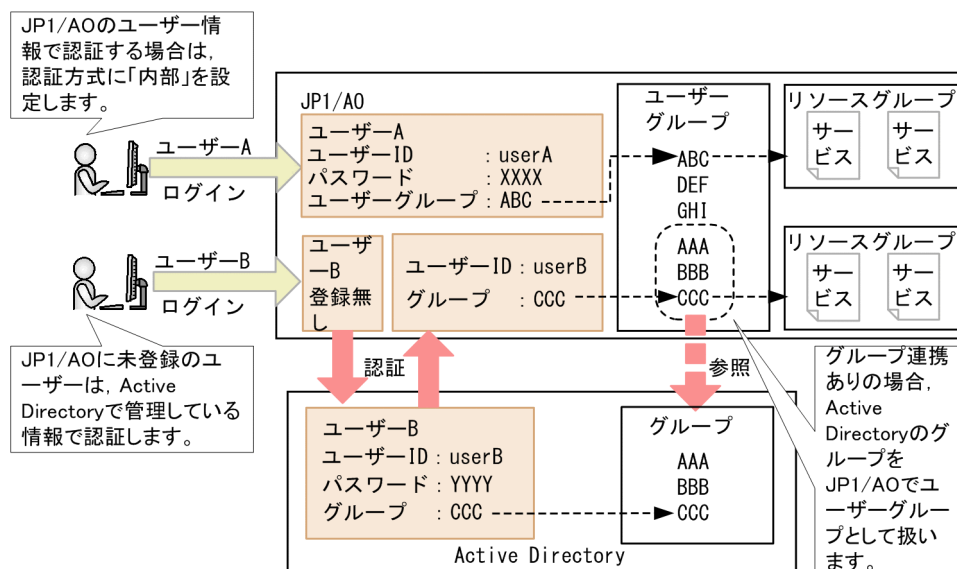 JP1/AOのユーザー情
報で認証する場合は,
認証方式に「内部」を設
定します。
ユーザーA
ログイン
JP1/AO
ユーザーA
ユーザーID : userA
パスワード : XXXX
ユーザーグループ : ABC
ユーザー
グループ
ABC
DEF
GHI
AAA
BBB
CCC
リソースグループ
サー
ビス
サー
ビス
ユーザーB
ログイン
ユーザ
ーB
登録無
し
ユーザーID : userB
グループ : CCC
リソースグループ
サー
ビス
サー
ビス
JP1/AOに未登録のユ
ーザーは, Active
Directoryで管理している
情報で認証します。
認証
参照
グループ連携
ありの場合,
Active
Directoryのグ
ループを
JP1/AOでユ
ーザーグルー
プとして扱い
ます。
ユーザーB
ユーザーID : userB
パスワード : YYYY
グループ : CCC
グループ
AAA
BBB
CCC
Active Directory